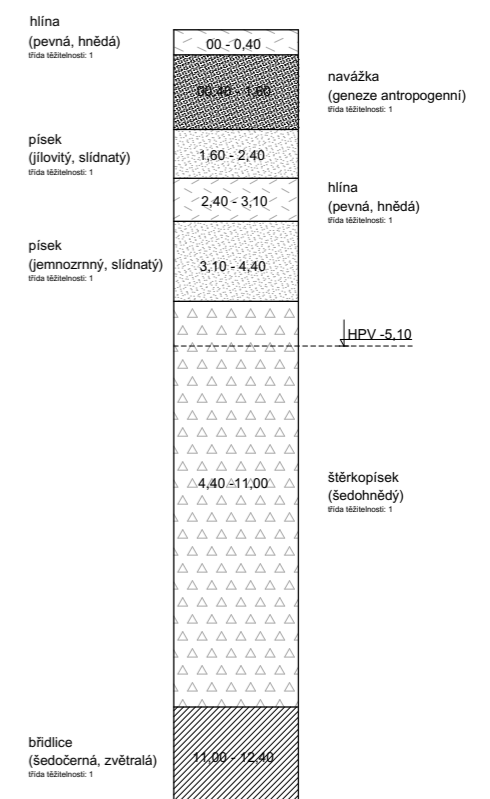 hlína
(pevná, hnědá)
třída těžitelnosti: 1
00 - 0,40
00,40 - 1,60
navážka
(geneze antropogenní)
třída těžitelnosti: 1
písek
(jílovitý, slídnatý)
třída těžitelnosti: 1
1,60 - 2,40
2,40 - 3,10
hlína
(pevná, hnědá)
třída těžitelnosti: 1
písek
(jemnozrnný, slídnatý)
třída těžitelnosti: 1
3,10 - 4,40
HPV -5,10
4,40 -11,00
štěrkopísek
(šedohnědý)
třída těžitelnosti: 1
břidlice
(šedočerná, zvětralá)
třída těžitelnosti: 1
11,00 - 12,40